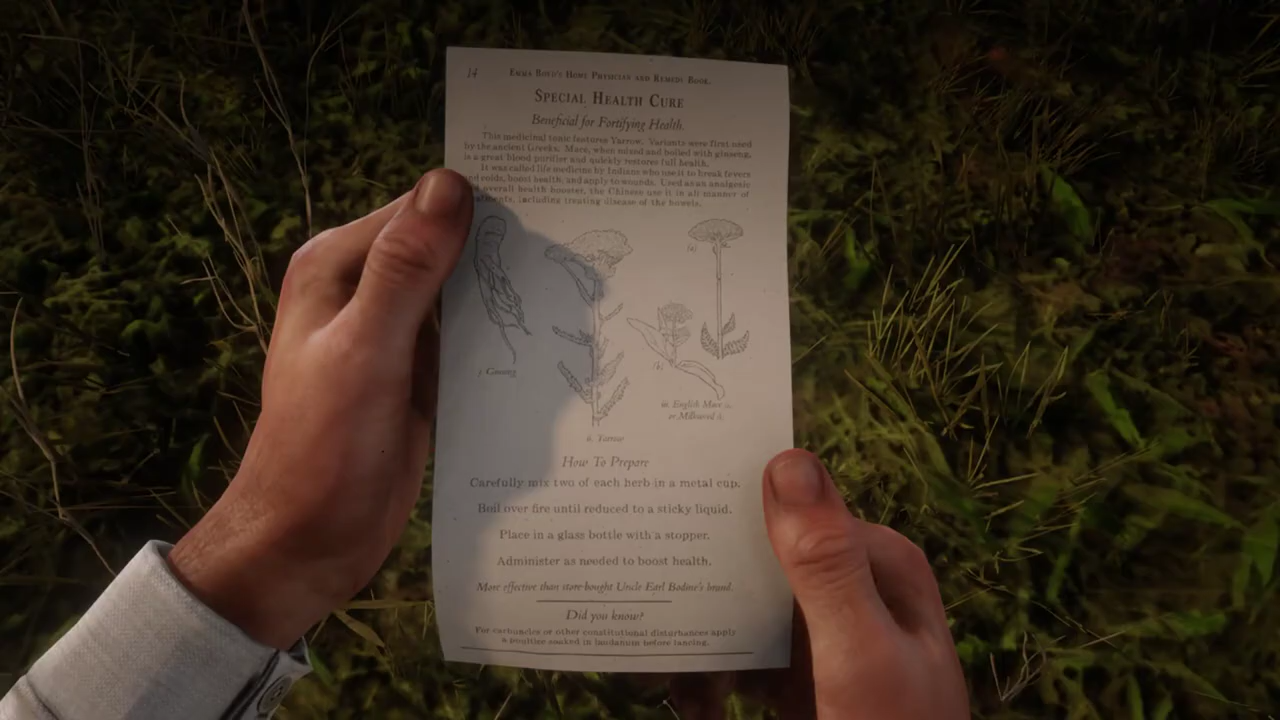 14 EMMA BOYD'S HOME PHYSICIAN AND REMEDY BOOK.
SPECIAL HEALTH CURE
Beneficial for Fortifying Health.
This medicinal tonic features Yarrow. Variants were first used
by the ancient Greeks. Mace, when mixed and boiled with ginseng,
is a great blood purifier and quickly restores full health.
It was called life medicine by Indians who use it to break fevers
and colds, boost health, and apply to wounds. Used as an analgesic
overall health booster, the Chinese use it in all manner of
including treating disease of the bowels.
(a)
(b)
i. Ginseng
iii. English Mace
or Milkweed
ii. Yarrow
How To Prepare
Carefully mix two of each herb in a metal cup.
Boil over fire until reduced to a sticky liquid.
Place in a glass bottle with a stopper.
Administer as needed to boost health.
More effective than store-bought Uncle Earl Bodine's brand.
Did you know?
For carbuncles or other constitutional disturbances apply
a poultice soaked in laudanum before lancing.